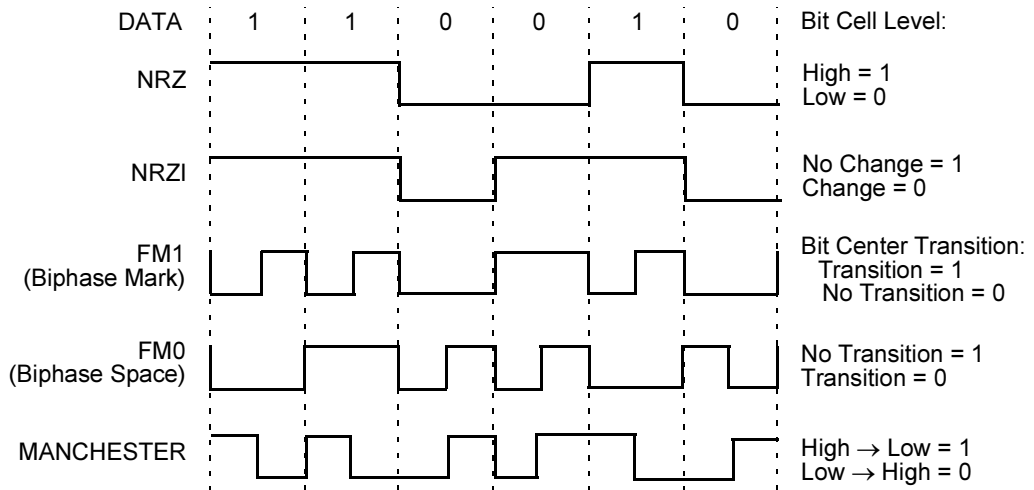 DATA 1 1 0 0 1 0 Bit Cell Level:
NRZ
High = 1
Low = 0
NRZI
No Change = 1
Change = 0
FM1
(Biphase Mark)
Bit Center Transition:
Transition = 1
No Transition = 0
FM0
(Biphase Space)
No Transition = 1
Transition = 0
MANCHESTER
High → Low = 1
Low → High = 0